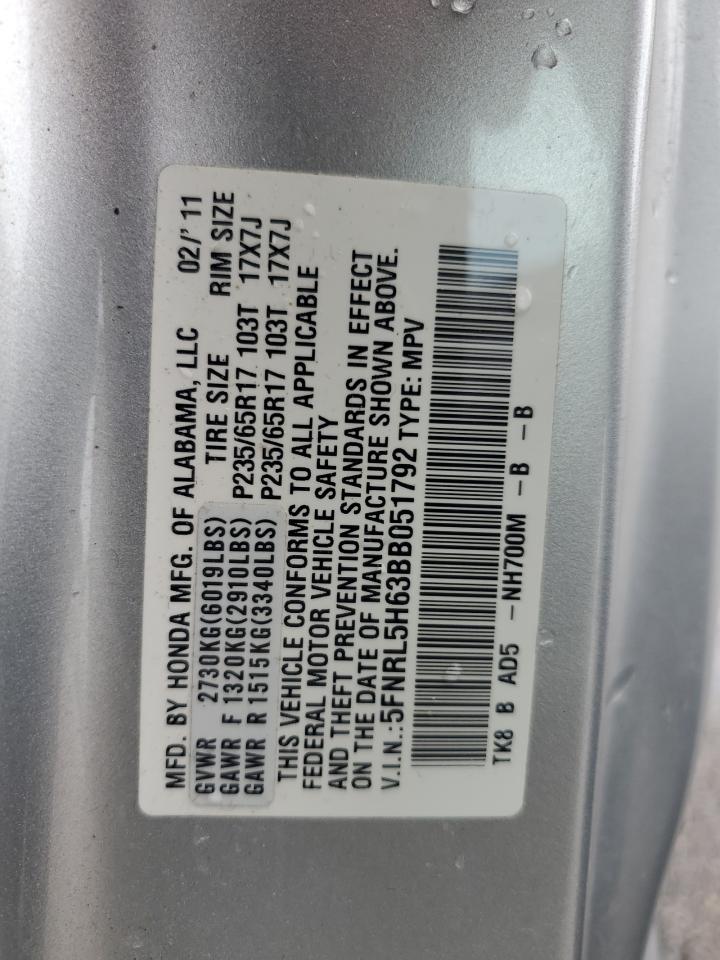 MFD. BY HONDA MFG. OF ALABAMA, LLC 02/'11
GVWR 2730KG(6019LBS) TIRE SIZE RIM SIZE
GAWR F 1320KG(2910LBS) P235/65R17 103T 17X7J
GAWR R 1515KG(3340LBS) P235/65R17 103T 17X7J
THIS VEHICLE CONFORMS TO ALL APPLICABLE
FEDERAL MOTOR VEHICLE SAFETY
AND THEFT PREVENTION STANDARDS IN EFFECT
ON THE DATE OF MANUFACTURE SHOWN ABOVE.
V.I.N.:5FNRL5H63BB051792 TYPE: MPV
TK8 B AD5 -NH700M -B -B